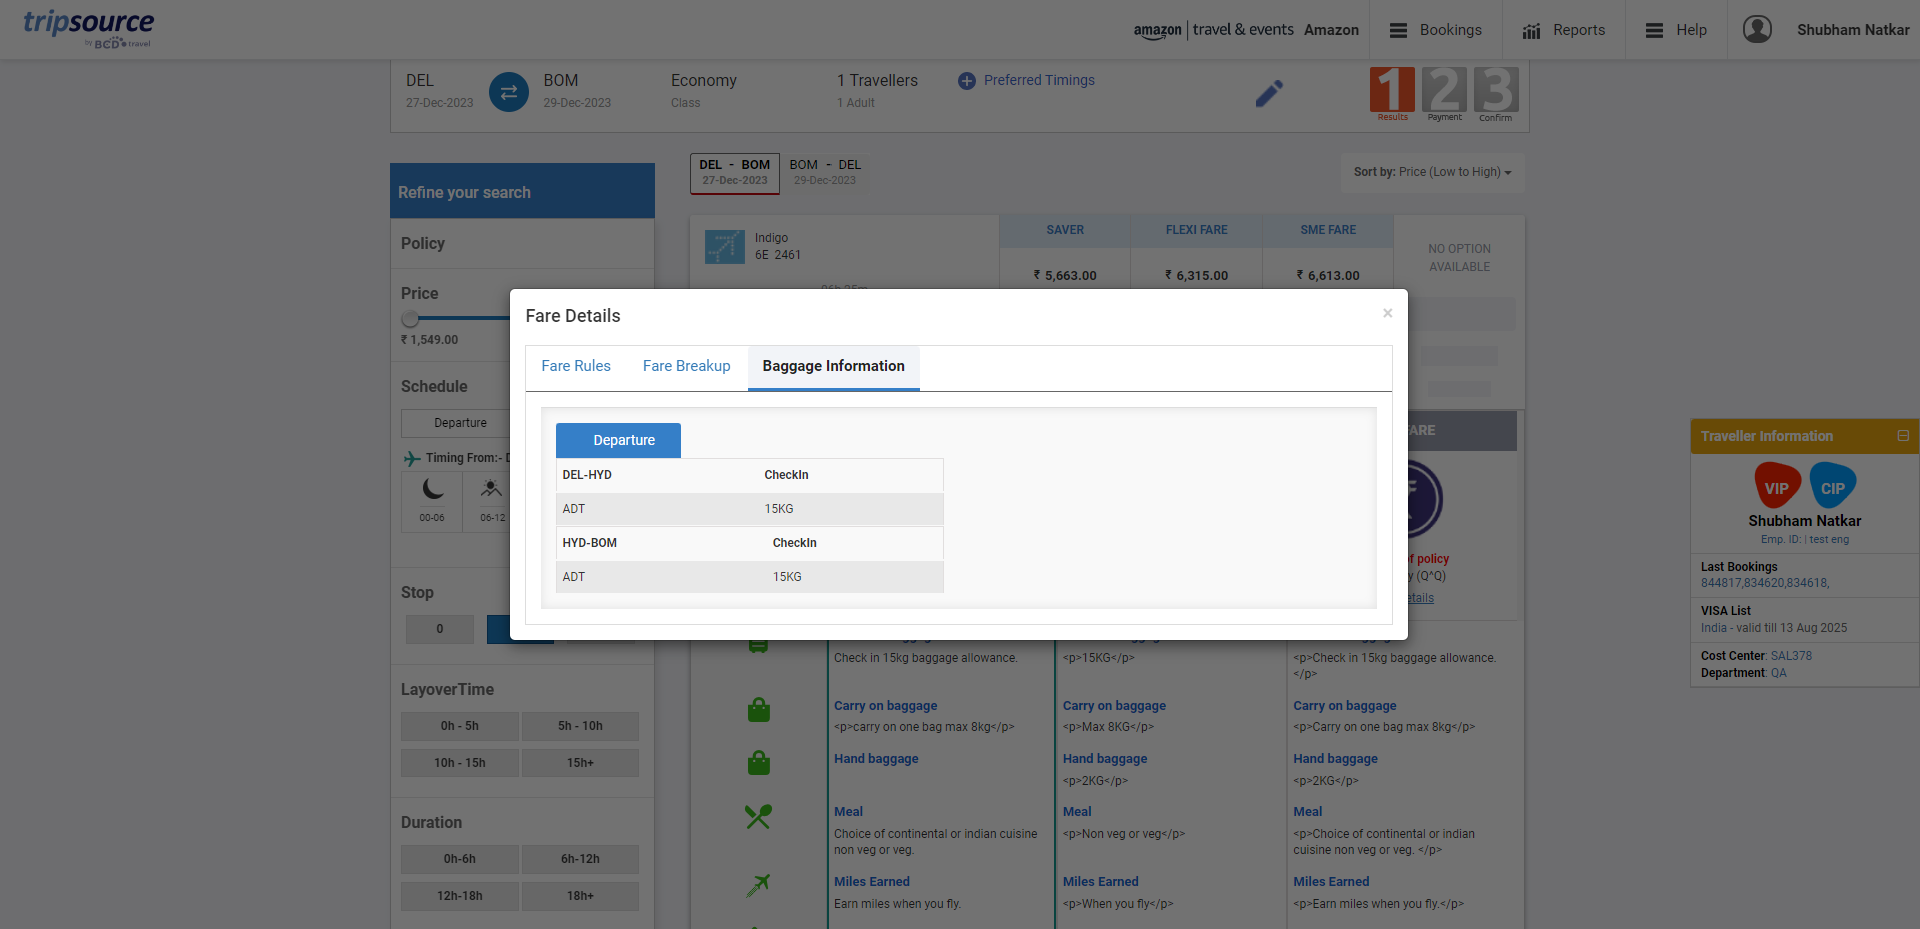 tripsource
by BCD travel
amazon | travel & events Amazon
Bookings
Reports
Help
Shubham Natkar
DEL
27-Dec-2023
BOM
29-Dec-2023
Economy
Class
1 Travellers
1 Adult
Preferred Timings
1 2 3
Results Payment Confirm
Refine your search
Policy
Price
₹ 1,549.00
Schedule
Departure
Timing From:-
00-06
06-12
Stop
0
LayoverTime
0h - 5h
5h - 10h
10h - 15h
15h+
Duration
0h-6h
6h-12h
12h-18h
18h+
DEL - BOM
27-Dec-2023
BOM - DEL
29-Dec-2023
Sort by: Price (Low to High)
Indigo
6E 2461
SAVER
FLEXI FARE
SME FARE
₹ 5,663.00
₹ 6,315.00
₹ 6,613.00
NO OPTION
AVAILABLE
Fare Details
×
Fare Rules
Fare Breakup
Baggage Information
Departure
DEL-HYD CheckIn
ADT 15KG
HYD-BOM CheckIn
ADT 15KG
Check in 15kg baggage allowance.
<p>15KG</p>
<p>Check in 15kg baggage allowance.
</p>
Carry on baggage
<p>carry on one bag max 8kg</p>
Carry on baggage
<p>Max 8KG</p>
Carry on baggage
<p>Carry on one bag max 8kg</p>
Hand baggage
Hand baggage
<p>2KG</p>
Hand baggage
<p>2KG</p>
Meal
Choice of continental or indian cuisine
non veg or veg.
Meal
<p>Non veg or veg</p>
Meal
<p>Choice of continental or indian
cuisine non veg or veg. </p>
Miles Earned
Earn miles when you fly.
Miles Earned
<p>When you fly</p>
Miles Earned
<p>Earn miles when you fly.</p>
policy
(Q^Q)
Traveller Information
VIP
CIP
Shubham Natkar
Emp. ID: | test eng
Last Bookings
844817,834620,834618,
VISA List
India - valid till 13 Aug 2025
Cost Center: SAL378
Department: QA